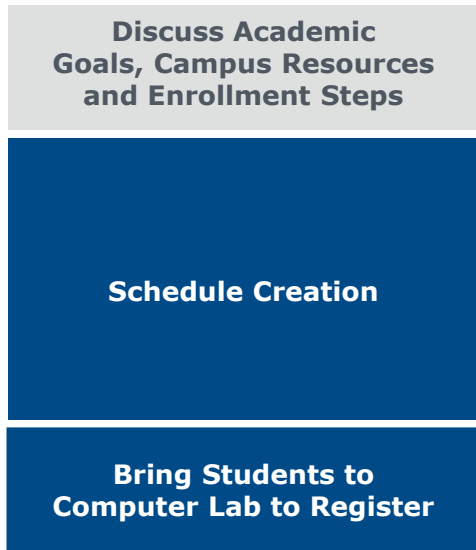 Discuss Academic
Goals, Campus Resources
and Enrollment Steps
Schedule Creation
Bring Students to
Computer Lab to Register